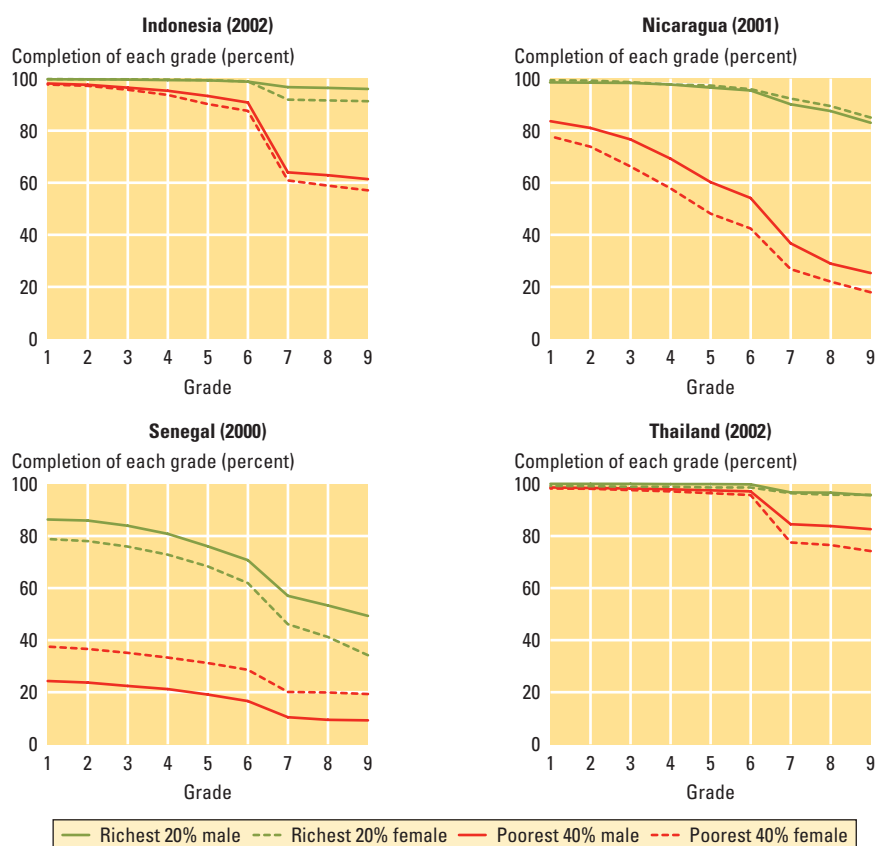 Indonesia (2002)
Completion of each grade (percent)
100
80
60
40
20
0
1 2 3 4 5 6 7 8 9
Grade
Nicaragua (2001)
Completion of each grade (percent)
100
80
60
40
20
0
1 2 3 4 5 6 7 8 9
Grade
Senegal (2000)
Completion of each grade (percent)
100
80
60
40
20
0
1 2 3 4 5 6 7 8 9
Grade
Thailand (2002)
Completion of each grade (percent)
100
80
60
40
20
0
1 2 3 4 5 6 7 8 9
Grade
Richest 20% male Richest 20% female Poorest 40% male Poorest 40% female